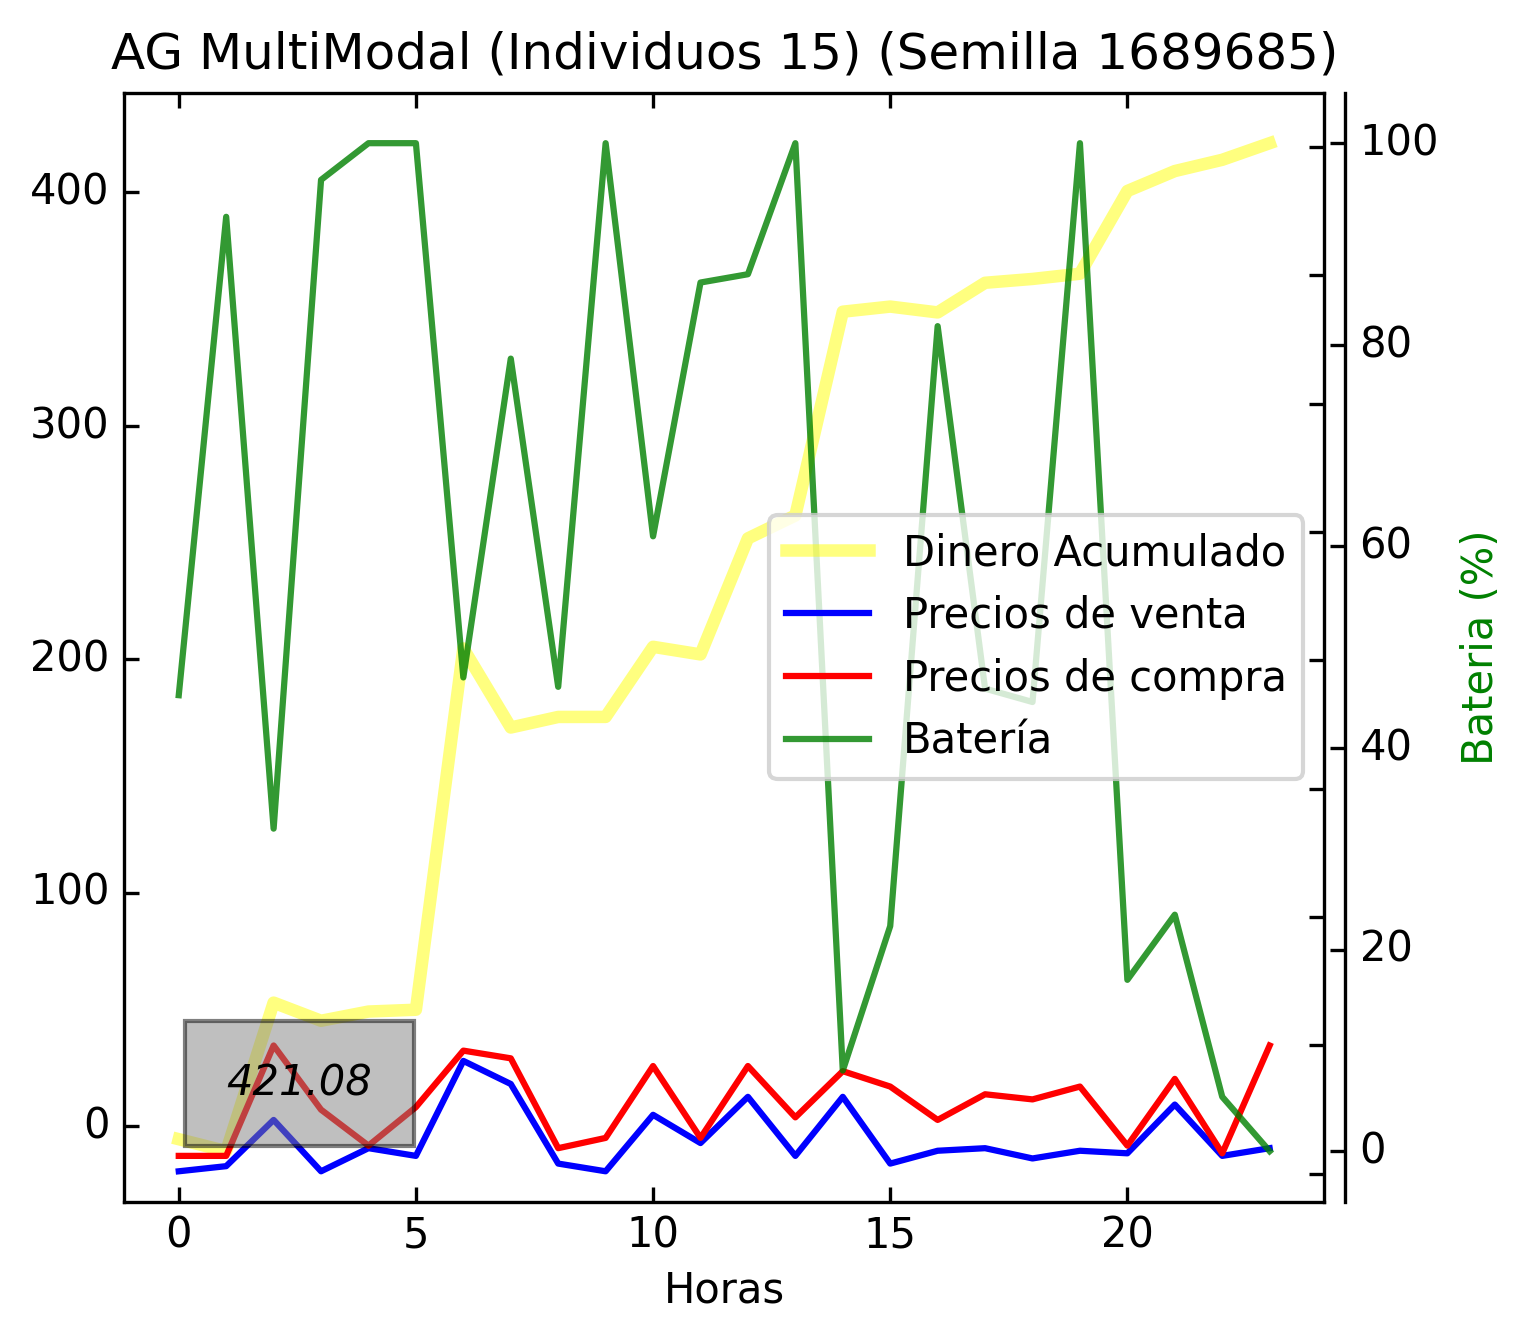 AG MultiModal (Individuos 15) (Semilla 1689685)
400
300
200
100
0
100
80
60
40
20
0
Bateria (%)
Dinero Acumulado
Precios de venta
Precios de compra
Batería
421.08
0 5 10 15 20
Horas